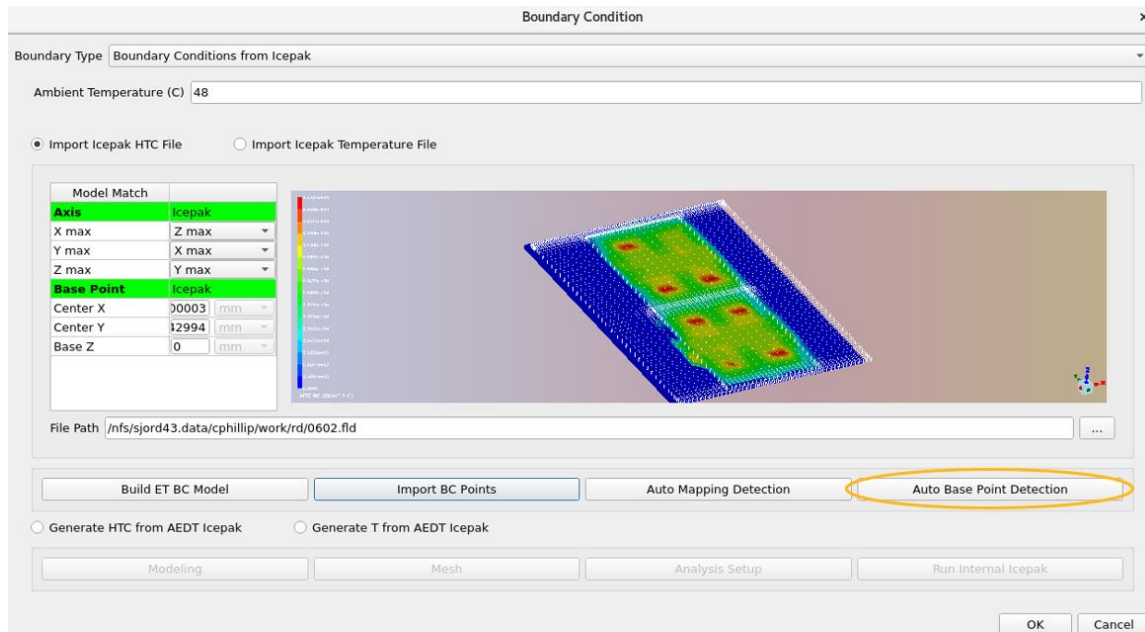 Boundary Condition
Boundary Type Boundary Conditions from Icepak
Ambient Temperature (C) 48
Import Icepak HTC File Import Icepak Temperature File
Model Match
Axis Icepak
X max Z max
Y max X max
Z max Y max
Base Point Icepak
Center X 00003 mm
Center Y 42994 mm
Base Z 0 mm
File Path /nfs/sjord43.data/cphillip/work/rd/0602.fld ...
Build ET BC Model Import BC Points Auto Mapping Detection Auto Base Point Detection
Generate HTC from AEDT Icepak Generate T from AEDT Icepak
Modeling Mesh Analysis Setup Run Internal Icepak
OK Cancel